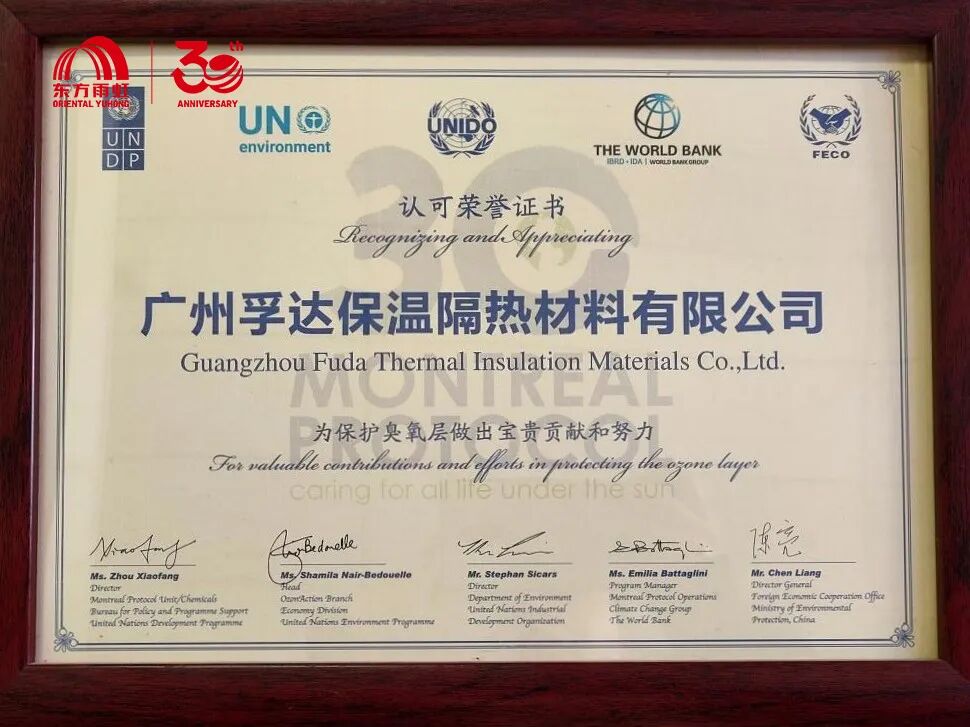 东方雨虹
ORIENTAL YUHONG
30th
ANNERSARY
UN
DP
UN
environment
UNIDO
THE WORLD BANK
IBRD • IDA | WORLD BANK GROUP
FECO
30
认可荣誉证书
Recognizing and Appreciating
广州孚达保温隔热材料有限公司
Guangzhou Fuda Thermal Insulation Materials Co.,Ltd.
MONTREAL
PROTOCOL
为保护臭氧层做出宝贵贡献和努力
For valuable contributions and efforts in protecting the ozone layer
caring for all life under the sun
Ms. Zhou Xiaofang
Director
Montreal Protocol Unit/Chemicals
Bureau for Policy and Programme Support
United Nations Development Programme
Ms. Shamila Nair-Bedouelle
Head
OzonAction Branch
Economy Division
United Nations Environment Programme
Mr. Stephan Sicars
Director
Department of Environment
United Nations Industrial
Development Organization
Ms. Emilia Battaglini
Program Manager
Montreal Protocol Operations
Climate Change Group
The World Bank
陈亮
Mr. Chen Liang
Director General
Foreign Economic Cooperation Office
Ministry of Environmental
Protection, China